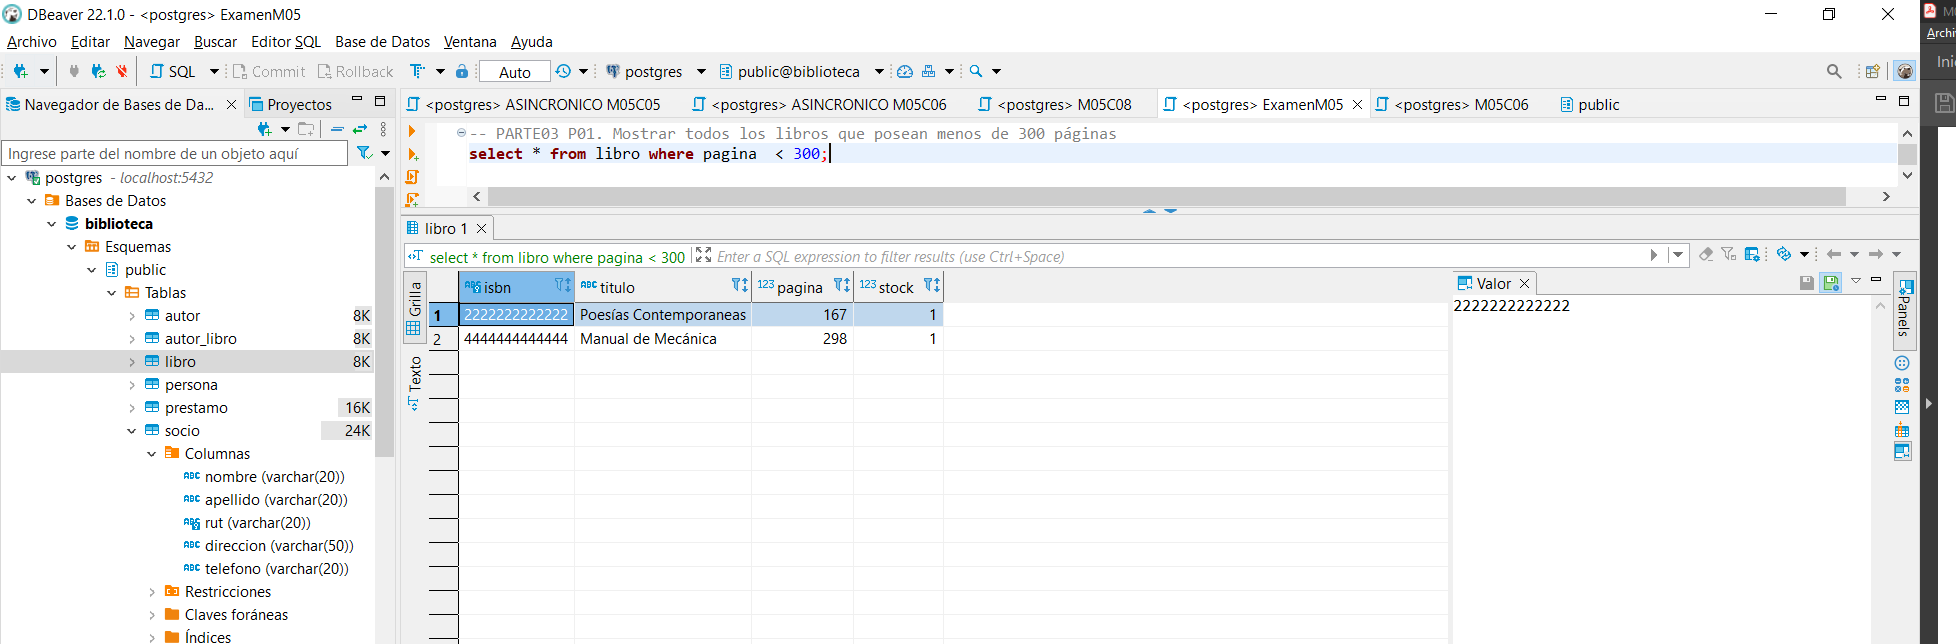 DBeaver 22.1.0 - <postgres> ExamenM05
Archivo Editar Navegar Buscar Editor SQL Base de Datos Ventana Ayuda
SQL Commit Rollback Auto postgres public@biblioteca
Navegador de Bases de Da... Proyectos
Ingrese parte del nombre de un objeto aquí
postgres - localhost:5432
Bases de Datos
biblioteca
Esquemas
public
Tablas
autor 8K
autor_libro 8K
libro 8K
persona
prestamo 16K
socio 24K
Columnas
nombre (varchar(20))
apellido (varchar(20))
rut (varchar(20))
direccion (varchar(50))
telefono (varchar(20))
Restricciones
Claves foráneas
Índices
<postgres> ASINCRONICO M05C05 <postgres> ASINCRONICO M05C06 <postgres> M05C08 <postgres> ExamenM05 <postgres> M05C06 public
-- PARTE03 P01. Mostrar todos los libros que posean menos de 300 páginas
select * from libro where pagina  < 300;
libro 1
select * from libro where pagina < 300 Enter a SQL expression to filter results (use Ctrl+Space)
Grilla
Texto
ABC isbn ABC titulo 123 pagina 123 stock
1 2222222222222 Poesías Contemporaneas 167 1
2 4444444444444 Manual de Mecánica 298 1
Valor
2222222222222
Panels